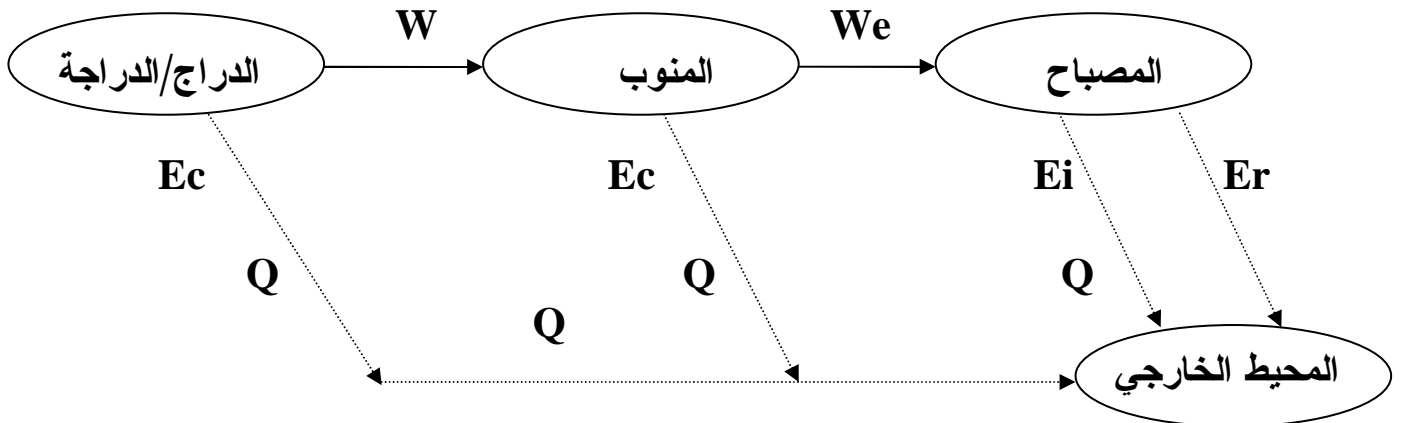 W We
الدراج/الدراجة المنوب المصباح
Ec Ec Ei Er
Q Q Q
Q
المحيط الخارجي